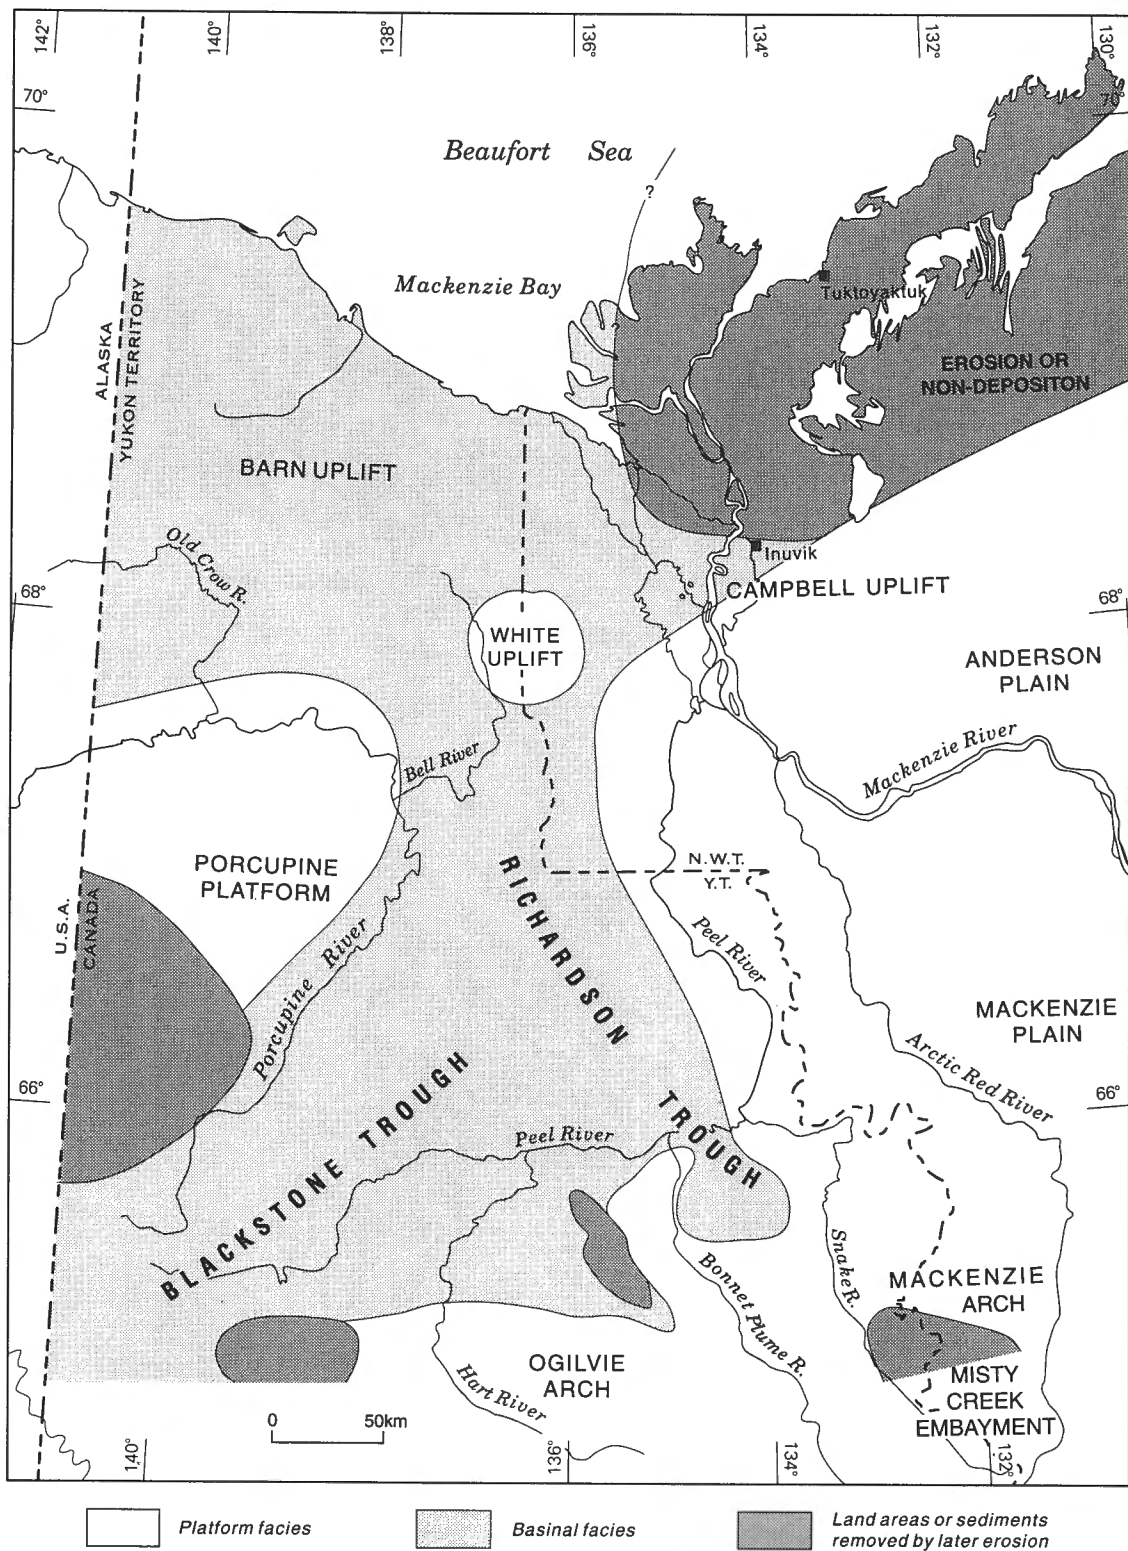 142°
140°
138°
136°
134°
132°
130°
70°
70°
Beaufort Sea
?
Mackenzie Bay
Tuktoyaktuk
?
ALASKA
YUKON TERRITORY
EROSION OR
NON-DEPOSITON
BARN UPLIFT
Old Crow R.
Inuvik
CAMPBELL UPLIFT
68°
68°
WHITE
UPLIFT
ANDERSON
PLAIN
Bell River
Mackenzie River
PORCUPINE
PLATFORM
N.W.T.
Y.T.
U.S.A.
CANADA
RICHARDSON
TROUGH
Peel River
Porcupine River
MACKENZIE
PLAIN
Arctic Red River
66°
66°
BLACKSTONE TROUGH
Peel River
Snake R.
Bonnet Plume R.
MACKENZIE
ARCH
OGILVIE
ARCH
Hart River
MISTY
CREEK
EMBAYMENT
0 50km
140°
136°
134°
132°
Platform facies
Basinal facies
Land areas or sediments
removed by later erosion